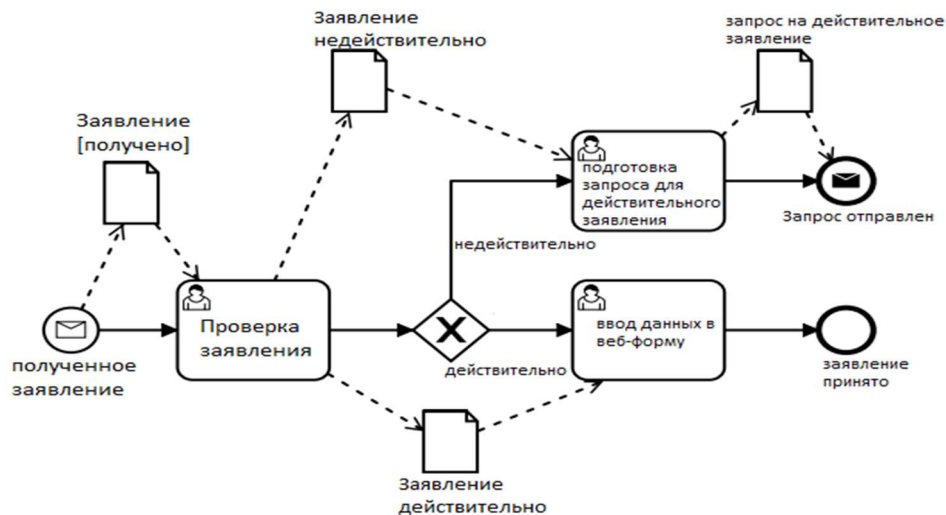 Заявление
недействительно
запрос на действительное
заявление
Заявление
[получено]
подготовка
запроса для
действительного
заявления
Запрос отправлен
недействительно
Проверка
заявления
ввод данных в
веб-форму
полученное
заявление
действительно
заявление
принято
Заявление
действительно